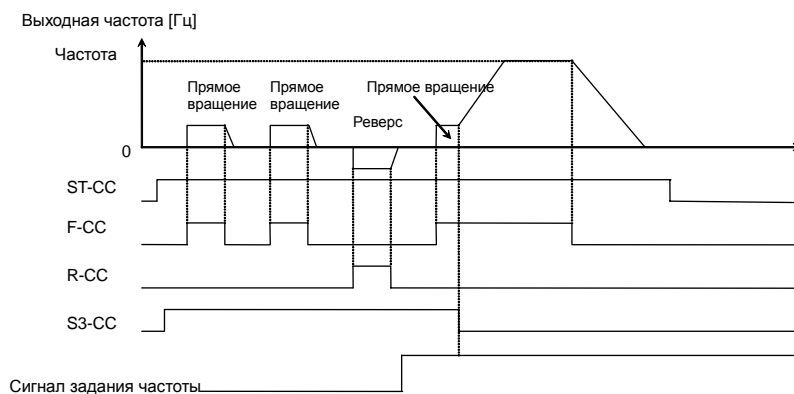 Выходная частота [Гц]
Частота
Прямое
вращение
Прямое
вращение
Прямое вращение
Реверс
0
ST-CC
F-CC
R-CC
S3-CC
Сигнал задания частоты